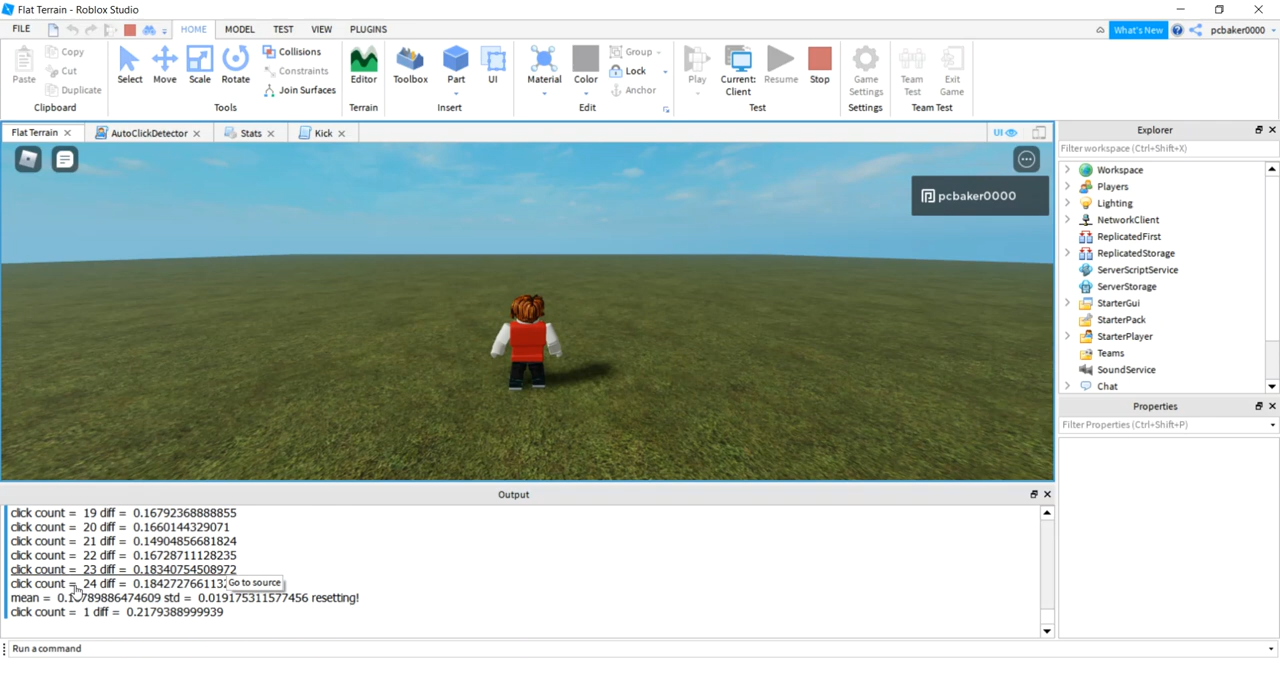 Flat Terrain - Roblox Studio
FILE HOME MODEL TEST VIEW PLUGINS What's New pcbaker0000
Paste Copy Cut Duplicate Clipboard
Select Move Scale Rotate Collisions Constraints Join Surfaces Tools
Editor Terrain
Toolbox Part UI Insert
Material Color Group Lock Anchor Edit
Play Current: Client Resume Stop Test
Game Settings Settings
Team Test Exit Game Team Test
Flat Terrain AutoClickDetector Stats Kick UI
pcbaker0000
Explorer
Filter workspace (Ctrl+Shift+X)
Workspace
Players
Lighting
NetworkClient
ReplicatedFirst
ReplicatedStorage
ServerScriptService
ServerStorage
StarterGui
StarterPack
StarterPlayer
Teams
SoundService
Chat
Properties
Filter Properties (Ctrl+Shift+P)
Output
click count = 19 diff = 0.16792368888855
click count = 20 diff = 0.1660144329071
click count = 21 diff = 0.14904856681824
click count = 22 diff = 0.16728711128235
click count = 23 diff = 0.18340754508972
click count = 24 diff =
Go to source
mean = std = 0.019175311577456 resetting!
click count = 1 diff = 0.2179388999939
Run a command